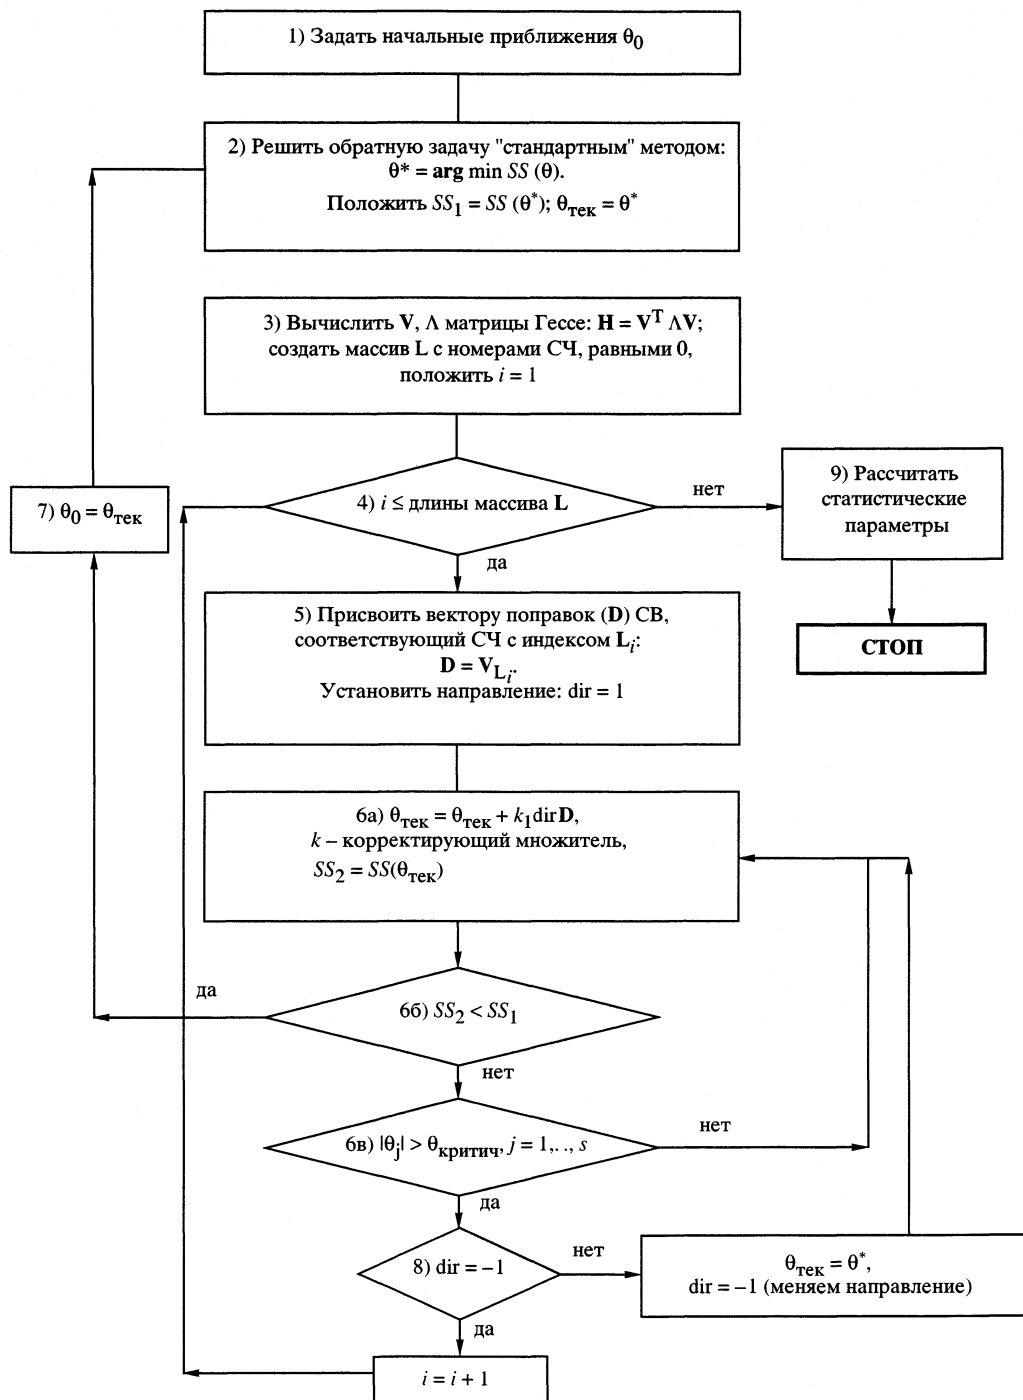 1) Задать начальные приближения θ0
2) Решить обратную задачу "стандартным" методом:
θ* = arg min SS (θ).
Положить SS1 = SS (θ*); θтек = θ*
3) Вычислить V, Λ матрицы Гессе: H = V^T ΛV;
создать массив L с номерами СЧ, равными 0,
положить i = 1
4) i ≤ длины массива L
нет
да
9) Рассчитать
статистические
параметры
СТОП
7) θ0 = θтек
5) Присвоить вектору поправок (D) СВ,
соответствующий СЧ с индексом Li:
D = VLi.
Установить направление: dir = 1
6а) θтек = θтек + k1dirD,
k – корректирующий множитель,
SS2 = SS(θтек)
да
6б) SS2 < SS1
нет
6в) |θj| > θкритич, j = 1,. ., s
нет
да
8) dir = –1
нет
да
θтек = θ*,
dir = –1 (меняем направление)
i = i + 1